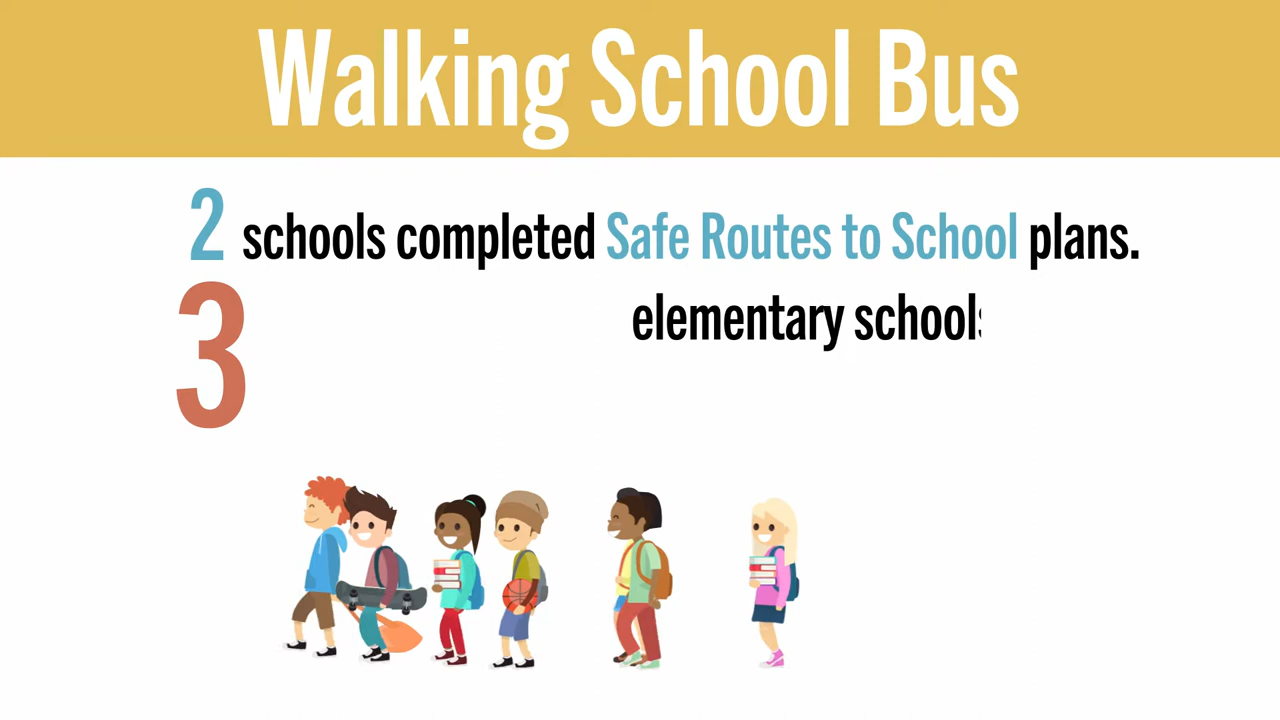 Walking School Bus
2 schools completed Safe Routes to School plans.
3 elementary schools